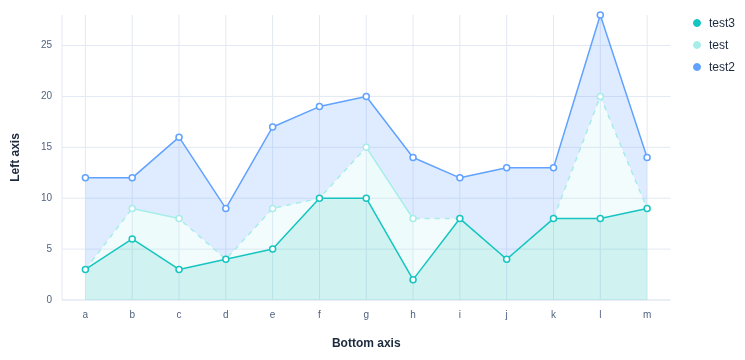 test3
test
test2
Left axis
25
20
15
10
5
0
a b c d e f g h i j k l m
Bottom axis